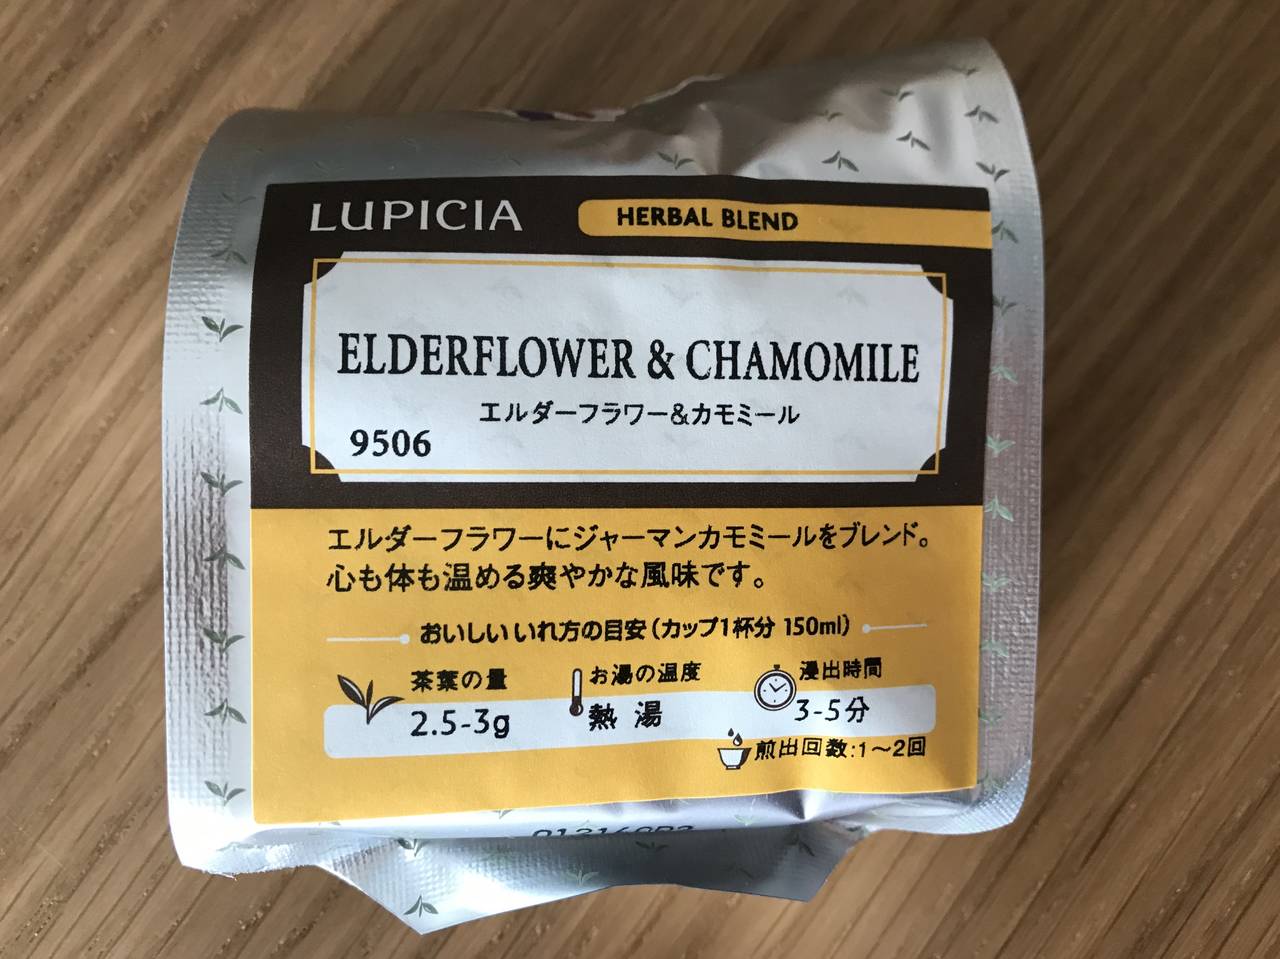 LUPICIA
HERBAL BLEND
ELDERFLOWER & CHAMOMILE
エルダーフラワー&カモミール
9506
エルダーフラワーにジャーマンカモミールをブレンド。
心も体も温める爽やかな風味です。
おいしいいれ方の目安(カップ1杯分 150ml)
茶葉の量
2.5-3g
お湯の温度
熱湯
浸出時間
3-5分
煎出回数:1〜2回